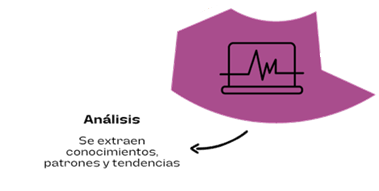 Análisis
Se extraen
conocimientos,
patrones y tendencias